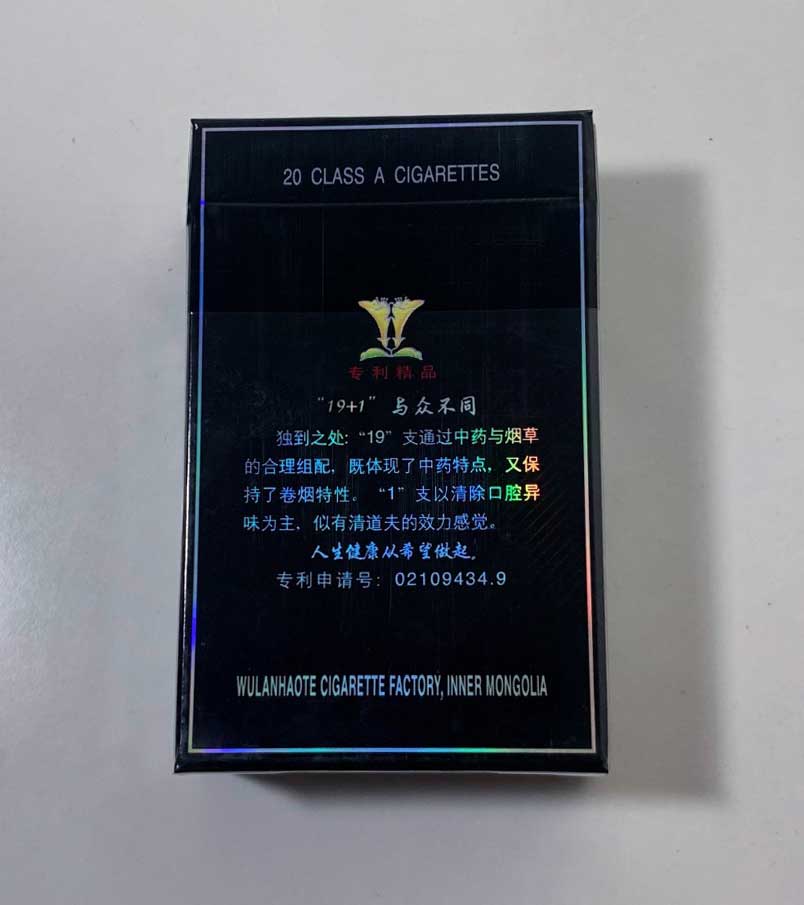 20 CLASS A CIGARETTES
专利精品
“19+1” 与众不同
独到之处：“19”支通过中药与烟草
的合理组配，既体现了中药特点，又保
持了卷烟特性。“1”支以清除口腔异
味为主，似有清道夫的效力感觉。
人生健康从希望做起。
专利申请号：02109434.9
WULANHAOTE CIGARETTE FACTORY, INNER MONGOLIA